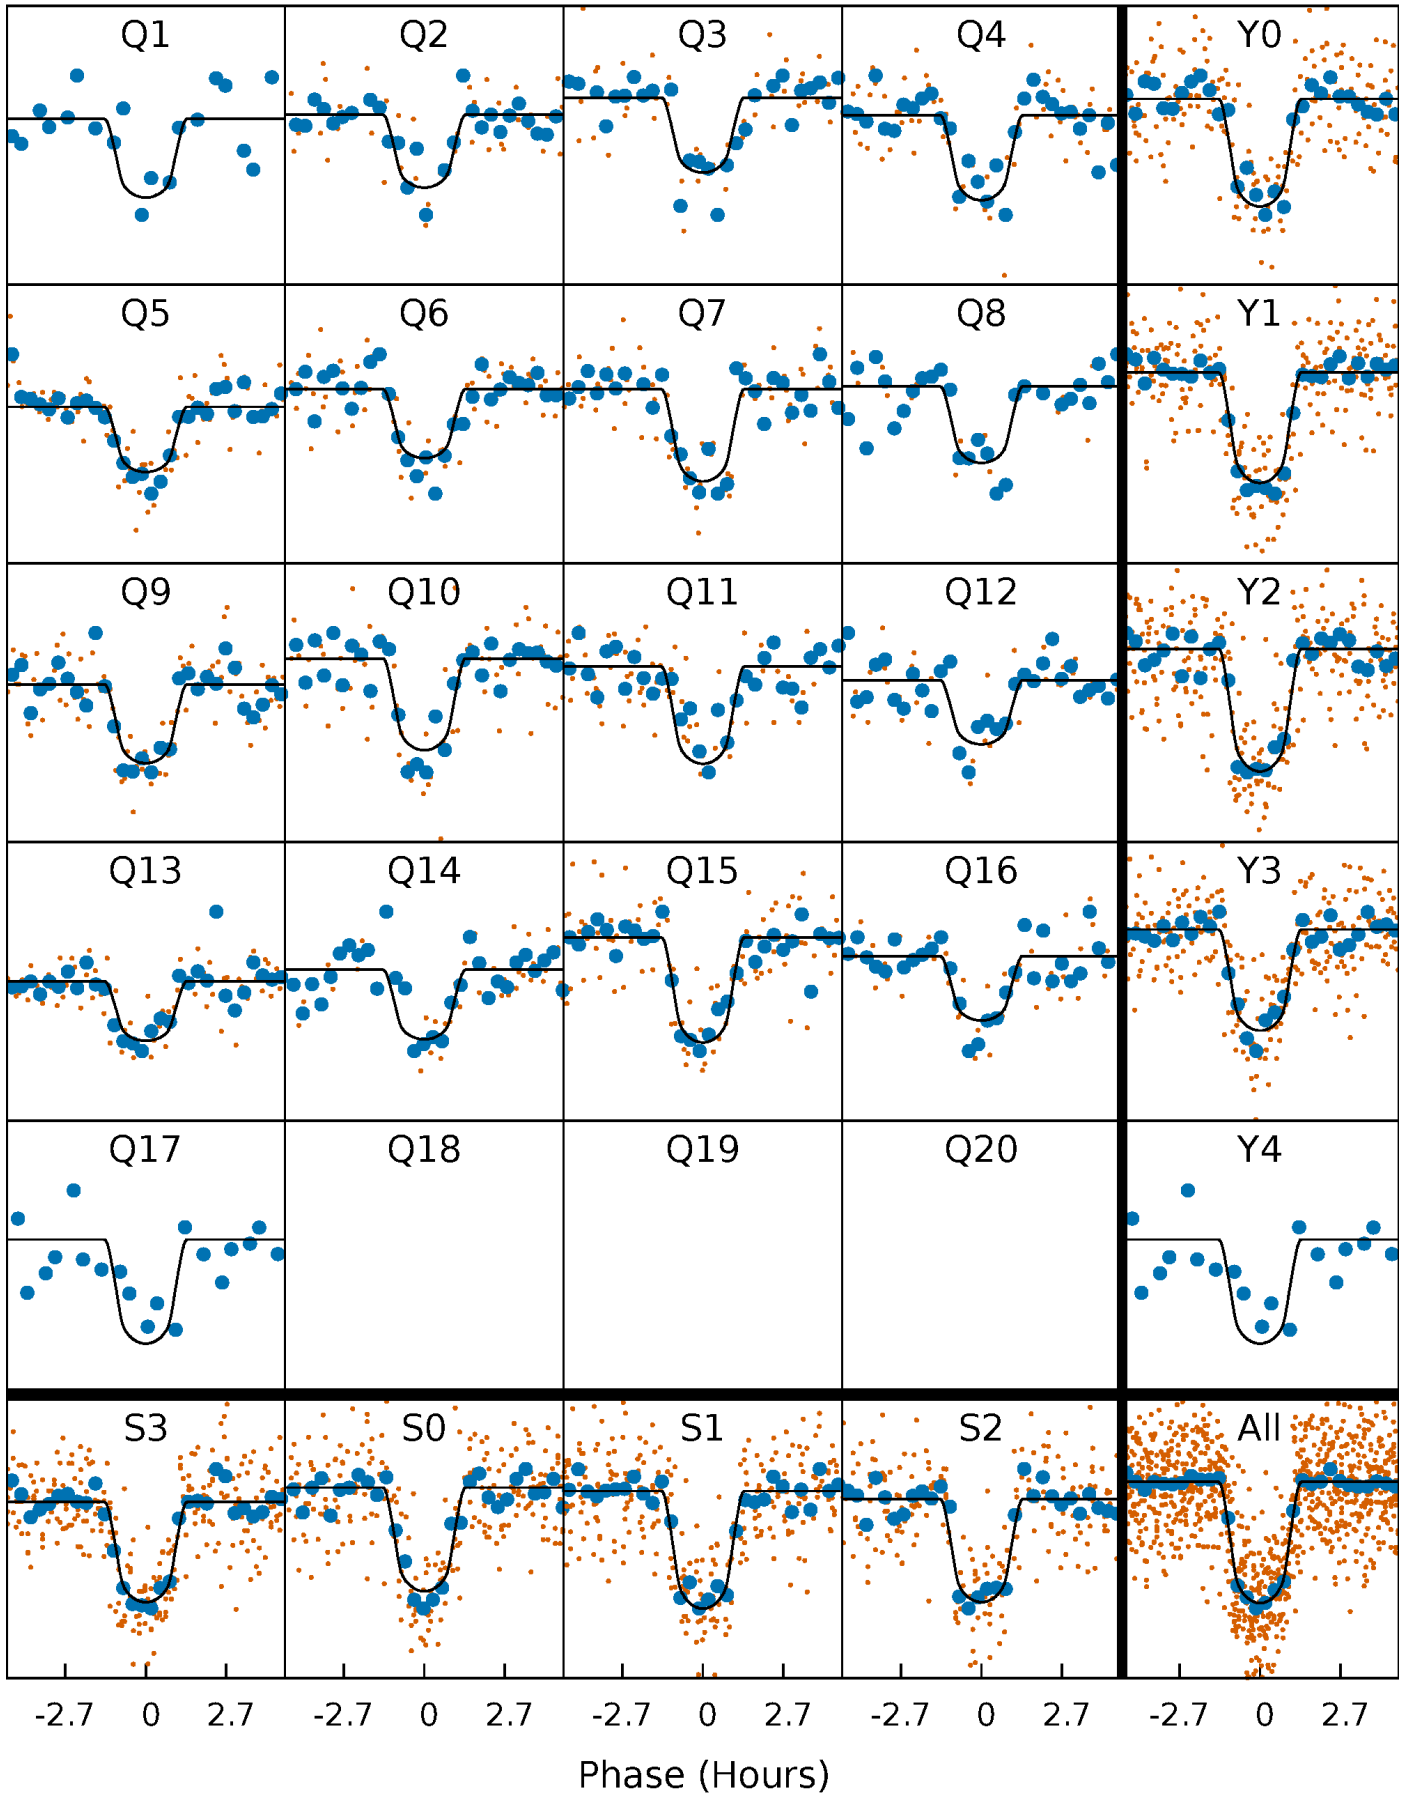 Q1 Q2 Q3 Q4 Y0
Q5 Q6 Q7 Q8 Y1
Q9 Q10 Q11 Q12 Y2
Q13 Q14 Q15 Q16 Y3
Q17 Q18 Q19 Q20 Y4
S3 S0 S1 S2 All
-2.7 0 2.7 -2.7 0 2.7 -2.7 0 2.7 -2.7 0 2.7 -2.7 0 2.7
Phase (Hours)